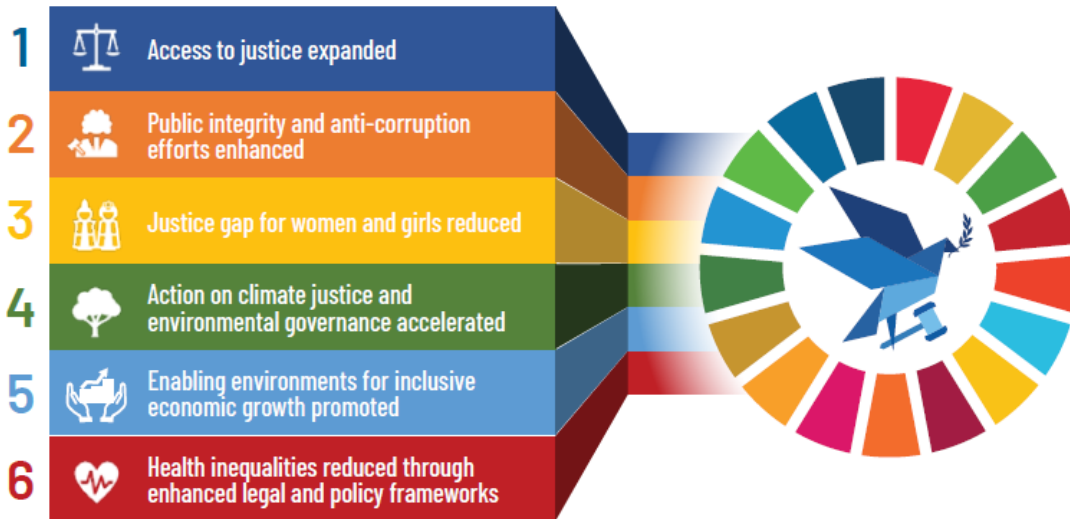 1
Access to justice expanded
2
Public integrity and anti-corruption
efforts enhanced
3
Justice gap for women and girls reduced
4
Action on climate justice and
environmental governance accelerated
5
Enabling environments for inclusive
economic growth promoted
6
Health inequalities reduced through
enhanced legal and policy frameworks